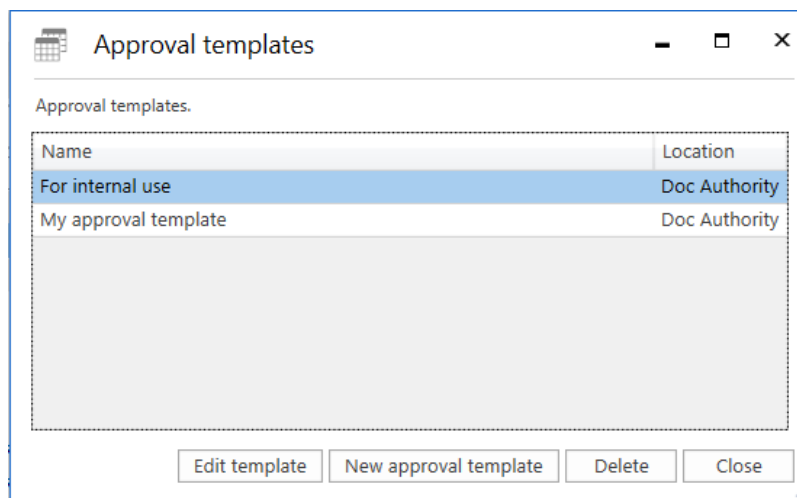 Approval templates
Approval templates.
Name Location
For internal use Doc Authority
My approval template Doc Authority
Edit template New approval template Delete Close